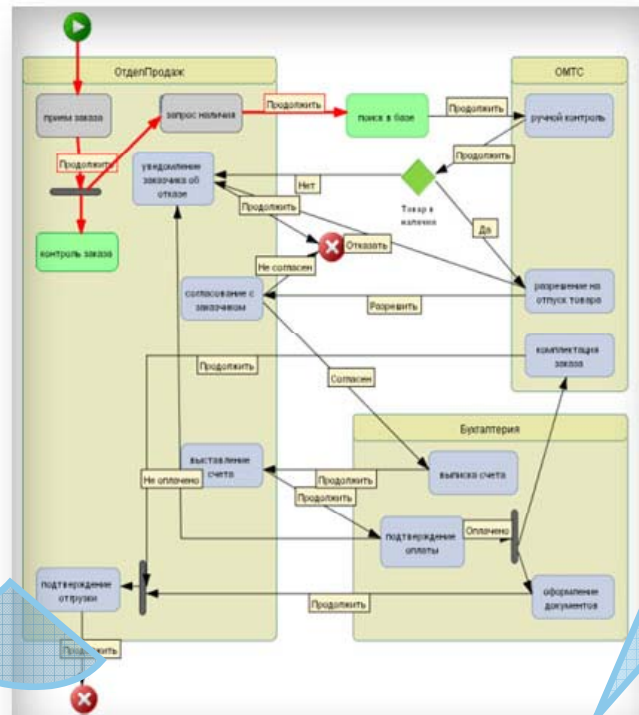 ОтделПродаж
ОМТС
прием заказа
запрос наличия
Продолжить
поиск в базе
Продолжить
ручной контроль
Продолжить
Продолжить
уведомление
заказчика об
отказе
Нет
Товар в
наличии
Продолжить
Да
контроль заказа
Отказать
Не согласен
согласование с
заказчиком
Разрешить
разрешение на
отпуск товара
Продолжить
комплектация
заказа
Согласен
Бухгалтерия
выставление
счета
Не оплачено
Продолжить
выписка счета
Продолжить
подтверждение
оплаты
Оплачено
подтверждение
отгрузки
Продолжить
оформление
документов
Продолжить